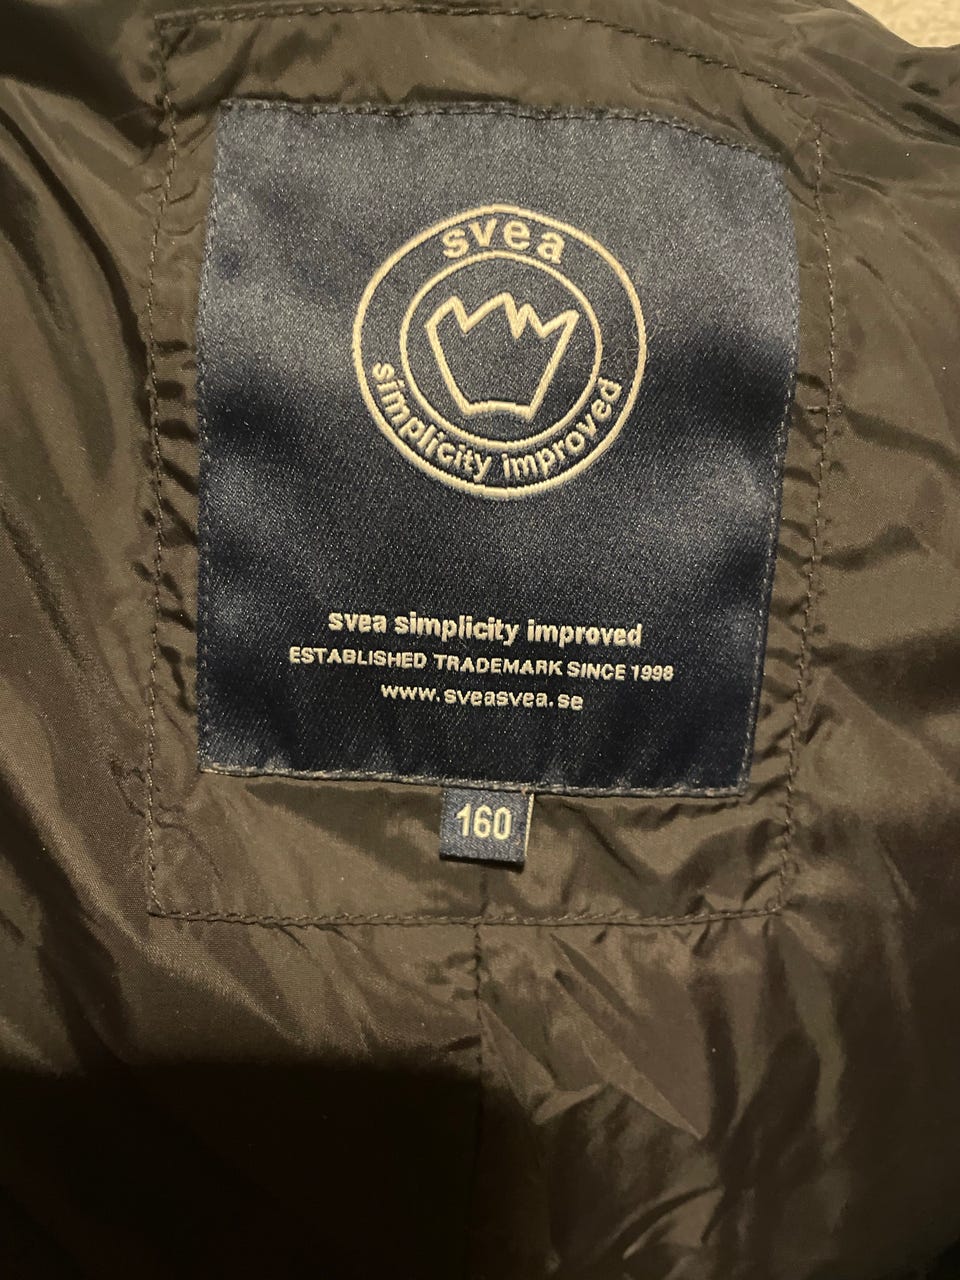 svea
simplicity improved
svea simplicity improved
ESTABLISHED TRADEMARK SINCE 1998
www.sveasvea.se
160